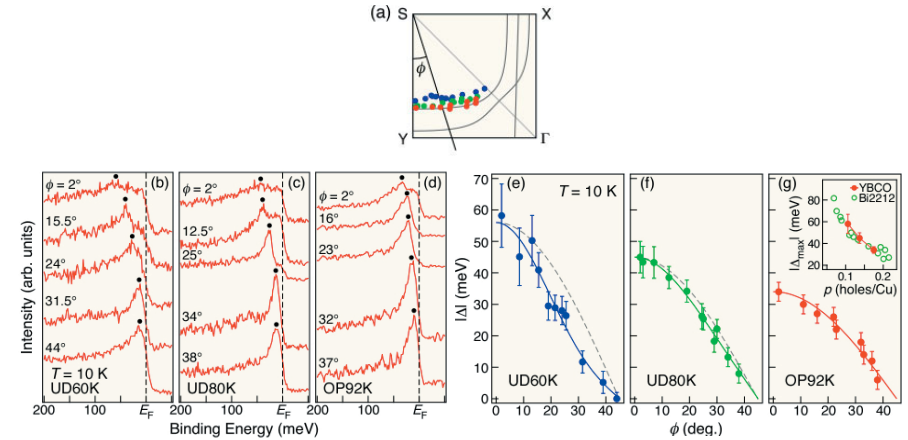 (a)
S
X
ϕ
Y
Γ
Intensity (arb. units)
(b)
ϕ = 2°
15.5°
24°
31.5°
44°
T = 10 K
UD60K
200
100
E_F
(c)
ϕ = 2°
12.5°
25°
34°
38°
UD80K
200
100
E_F
(d)
ϕ = 2°
16°
23°
32°
37°
OP92K
200
100
E_F
Binding Energy (meV)
(e)
T = 10 K
|Δ| (meV)
70
60
50
40
30
20
10
0
UD60K
0
10
20
30
40
(f)
UD80K
0
10
20
30
40
ϕ (deg.)
(g)
YBCO
Bi2212
|Δmax| (meV)
80
60
40
20
0.1
0.2
p (holes/Cu)
OP92K
0
10
20
30
40